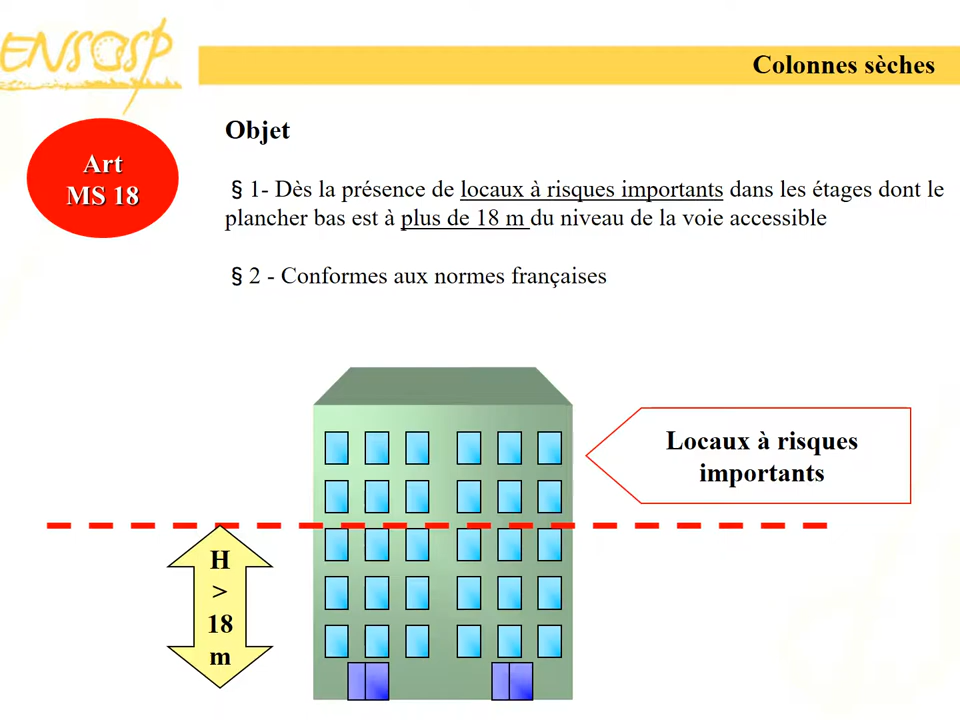 ENSOSP
Colonnes sèches
Art
MS 18
Objet
§ 1- Dès la présence de locaux à risques importants dans les étages dont le
plancher bas est à plus de 18 m du niveau de la voie accessible
§ 2 - Conformes aux normes françaises
Locaux à risques
importants
H
>
18
m